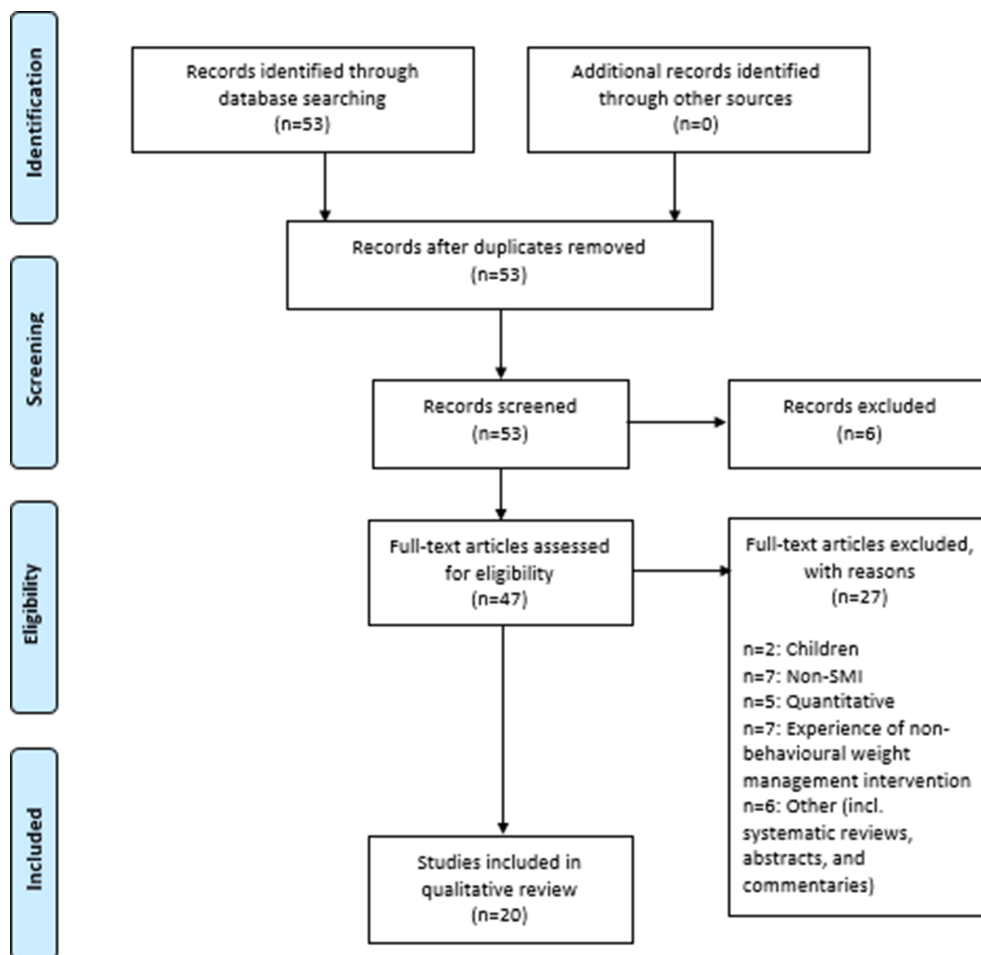 Identification
Records identified through
database searching
(n=53)
Additional records identified
through other sources
(n=0)
Records after duplicates removed
(n=53)
Screening
Records screened
(n=53)
Records excluded
(n=6)
Eligibility
Full-text articles assessed
for eligibility
(n=47)
Full-text articles excluded,
with reasons
(n=27)
n=2: Children
n=7: Non-SMI
n=5: Quantitative
n=7: Experience of non-
behavioural weight
management intervention
n=6: Other (incl.
systematic reviews,
abstracts, and
commentaries)
Included
Studies included in
qualitative review
(n=20)